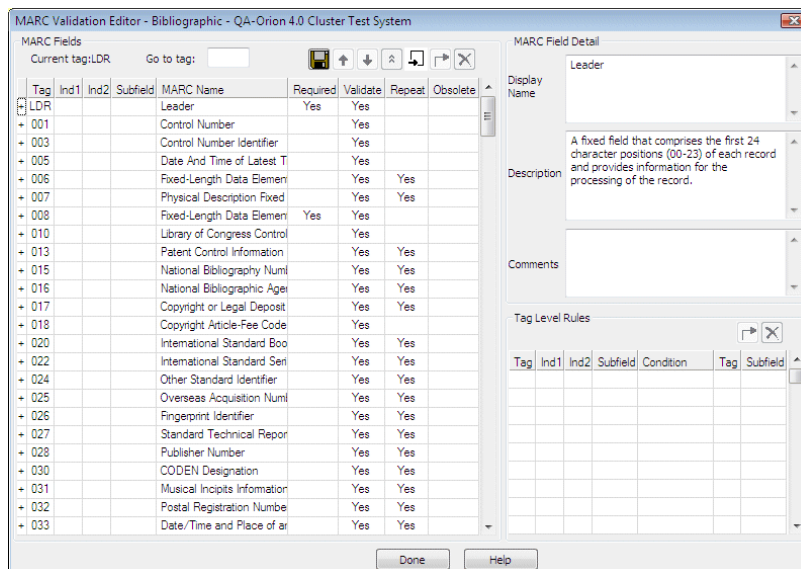 MARC Validation Editor - Bibliographic - QA-Orion 4.0 Cluster Test System
MARC Fields
Current tag:LDR Go to tag:
Tag Ind1 Ind2 Subfield MARC Name Required Validate Repeat Obsolete
+ LDR Leader Yes Yes
+ 001 Control Number Yes
+ 003 Control Number Identifier Yes
+ 005 Date And Time of Latest T Yes
+ 006 Fixed-Length Data Elemen Yes Yes
+ 007 Physical Description Fixed Yes Yes
+ 008 Fixed-Length Data Elemen Yes Yes
+ 010 Library of Congress Control Yes
+ 013 Patent Control Information Yes Yes
+ 015 National Bibliography Numb Yes Yes
+ 016 National Bibliographic Agen Yes Yes
+ 017 Copyright or Legal Deposit Yes Yes
+ 018 Copyright Article-Fee Code Yes
+ 020 International Standard Boo Yes Yes
+ 022 International Standard Seri Yes Yes
+ 024 Other Standard Identifier Yes Yes
+ 025 Overseas Acquisition Numb Yes Yes
+ 026 Fingerprint Identifier Yes Yes
+ 027 Standard Technical Repor Yes Yes
+ 028 Publisher Number Yes Yes
+ 030 CODEN Designation Yes Yes
+ 031 Musical Incipits Information Yes Yes
+ 032 Postal Registration Numbe Yes Yes
+ 033 Date/Time and Place of an Yes Yes
MARC Field Detail
Display
Name
Leader
Description
A fixed field that comprises the first 24
character positions (00-23) of each record
and provides information for the
processing of the record.
Comments
Tag Level Rules
Tag Ind1 Ind2 Subfield Condition Tag Subfield
Done Help